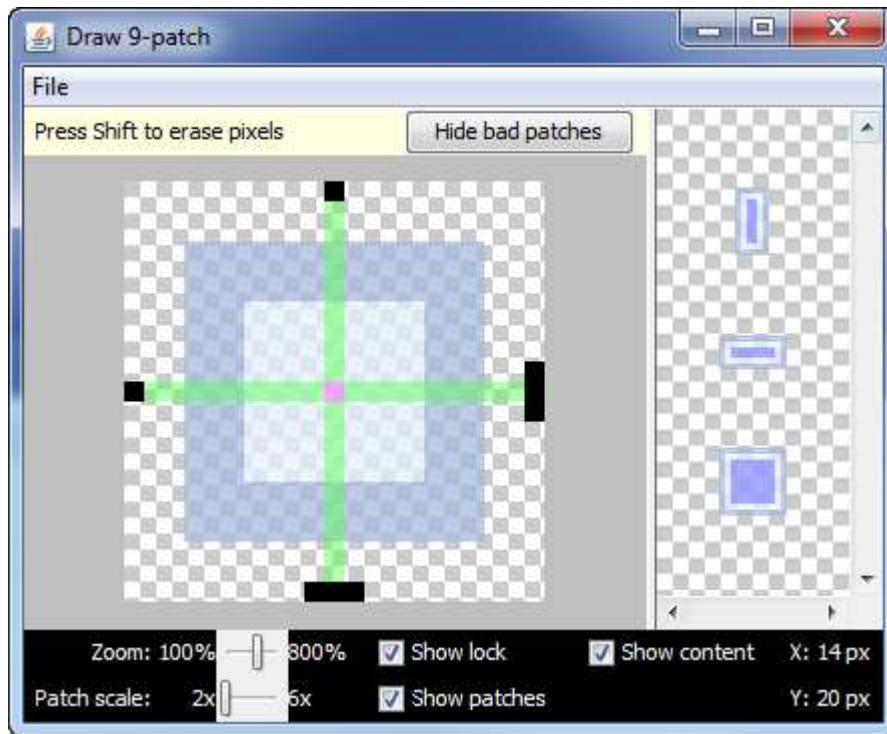 Draw 9-patch
File
Press Shift to erase pixels Hide bad patches
Zoom: 100% 800% Show lock Show content X: 14 px
Patch scale: 2x 6x Show patches Y: 20 px